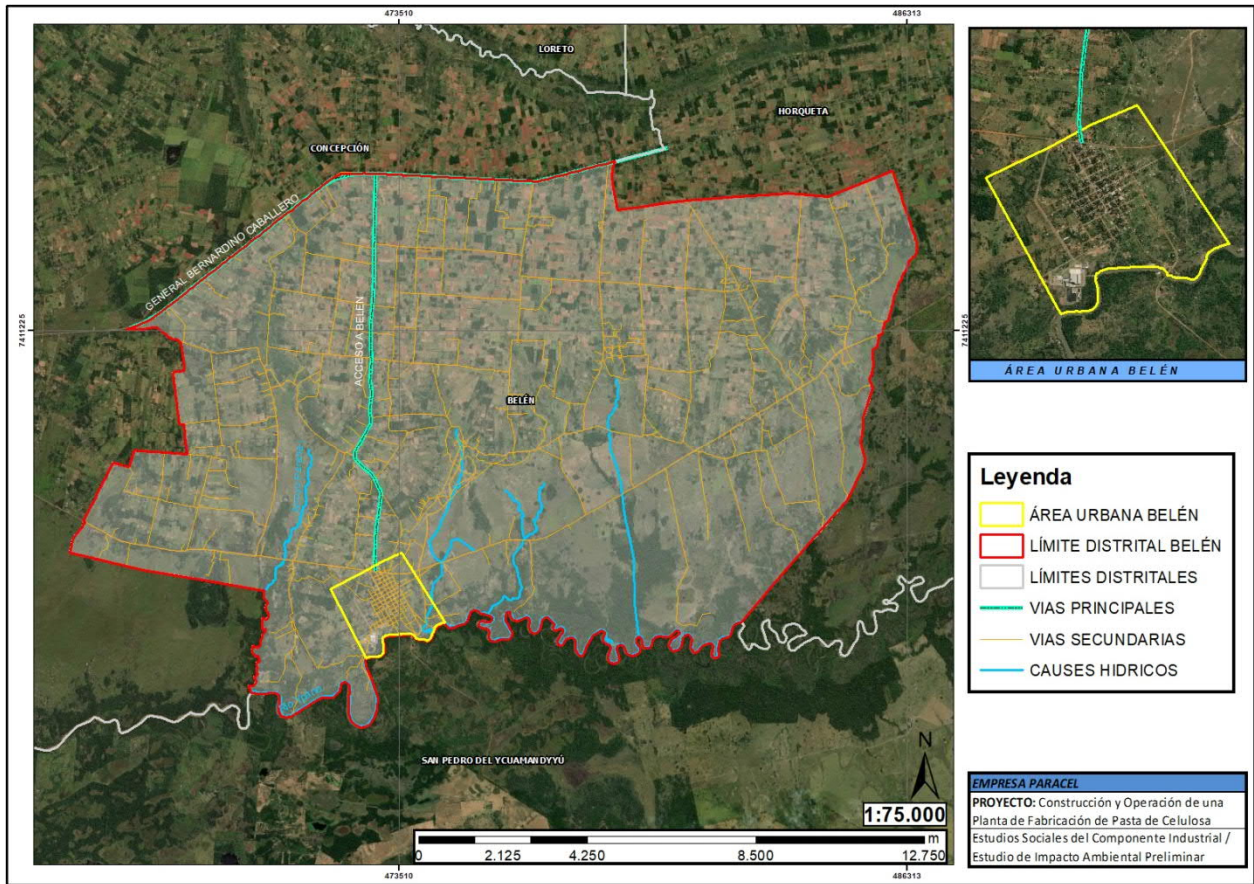 473510
486313
LORETO
HORQUETA
CONCEPCIÓN
GENERAL BERNARDINO CABALLERO
ACCESO A BELEN
7411225
7411225
BELÉN
Río Ypané
SAN PEDRO DEL YCUAMANDYYÚ
N
1:75.000
m
0 2.125 4.250 8.500 12.750
473510
486313
ÁREA URBANA BELÉN
Leyenda
ÁREA URBANA BELÉN
LÍMITE DISTRITAL BELÉN
LÍMITES DISTRITALES
VIAS PRINCIPALES
VIAS SECUNDARIAS
CAUSES HIDRICOS
EMPRESA PARACEL
PROYECTO: Construcción y Operación de una
Planta de Fabricación de Pasta de Celulosa
Estudios Sociales del Componente Industrial /
Estudio de Impacto Ambiental Preliminar